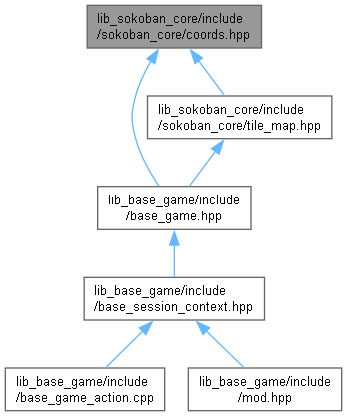 lib_sokoban_core/include
/sokoban_core/coords.hpp
lib_sokoban_core/include
/sokoban_core/tile_map.hpp
lib_base_game/include
/base_game.hpp
lib_base_game/include
/base_session_context.hpp
lib_base_game/include
/base_game_action.cpp
lib_base_game/include
/mod.hpp